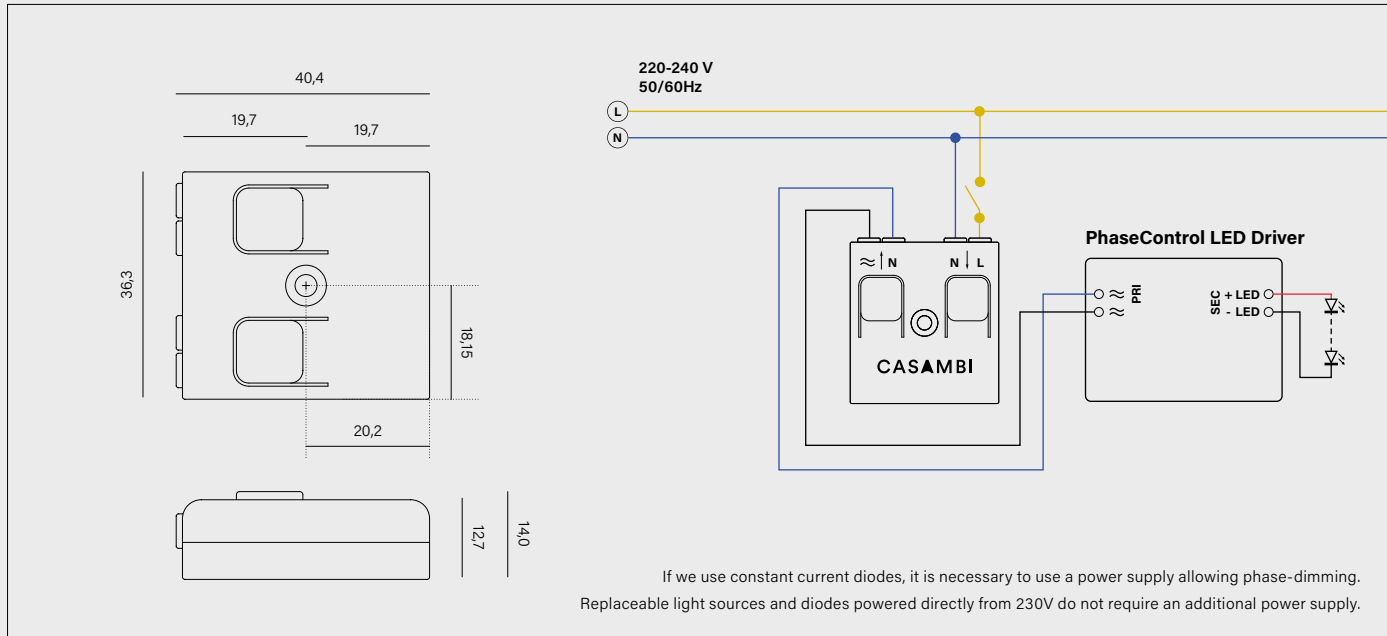 40,4
19,7
19,7
36,3
18,15
20,2
12,7
14,0
220-240 V
50/60Hz
L
N
≈ N N L
CASAMBI
PhaseControl LED Driver
≈ PRI
≈
SEC + LED
- LED
If we use constant current diodes, it is necessary to use a power supply allowing phase-dimming.
Replaceable light sources and diodes powered directly from 230V do not require an additional power supply.